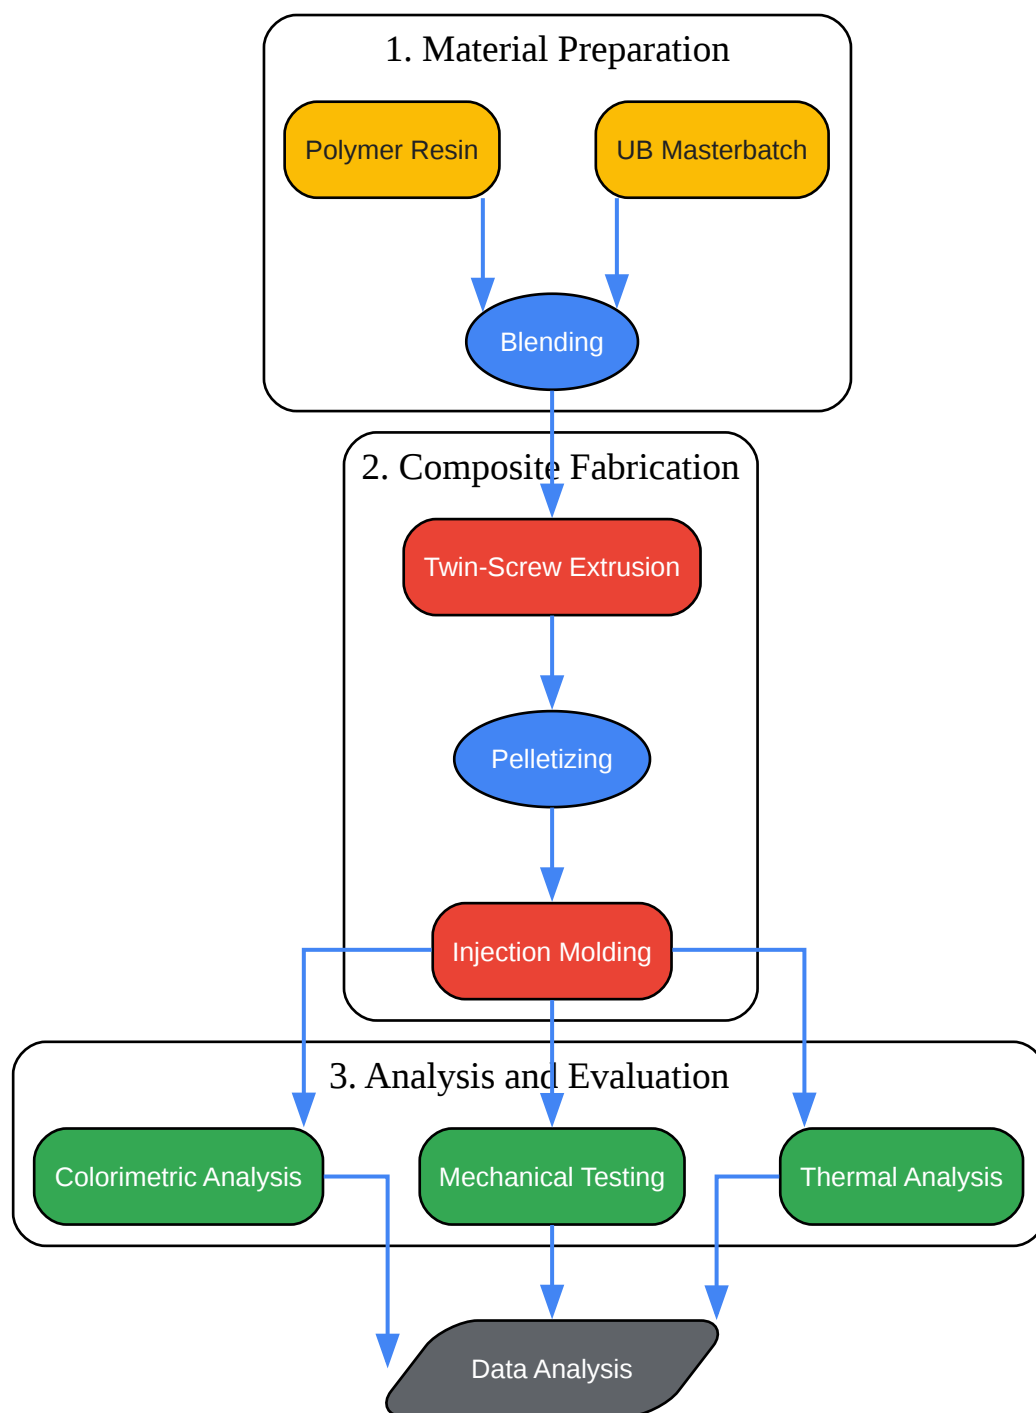 1. Material Preparation
Polymer Resin
UB Masterbatch
Blending
2. Composite Fabrication
Twin-Screw Extrusion
Pelletizing
Injection Molding
3. Analysis and Evaluation
Colorimetric Analysis
Mechanical Testing
Thermal Analysis
Data Analysis